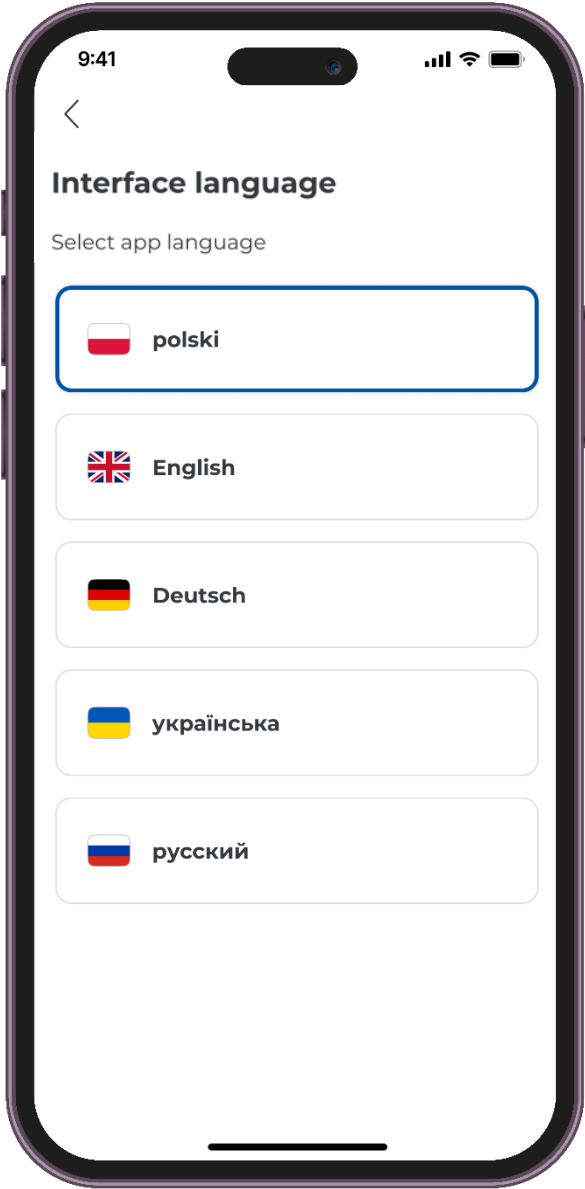 9:41
Interface language
Select app language
polski
English
Deutsch
українська
русский